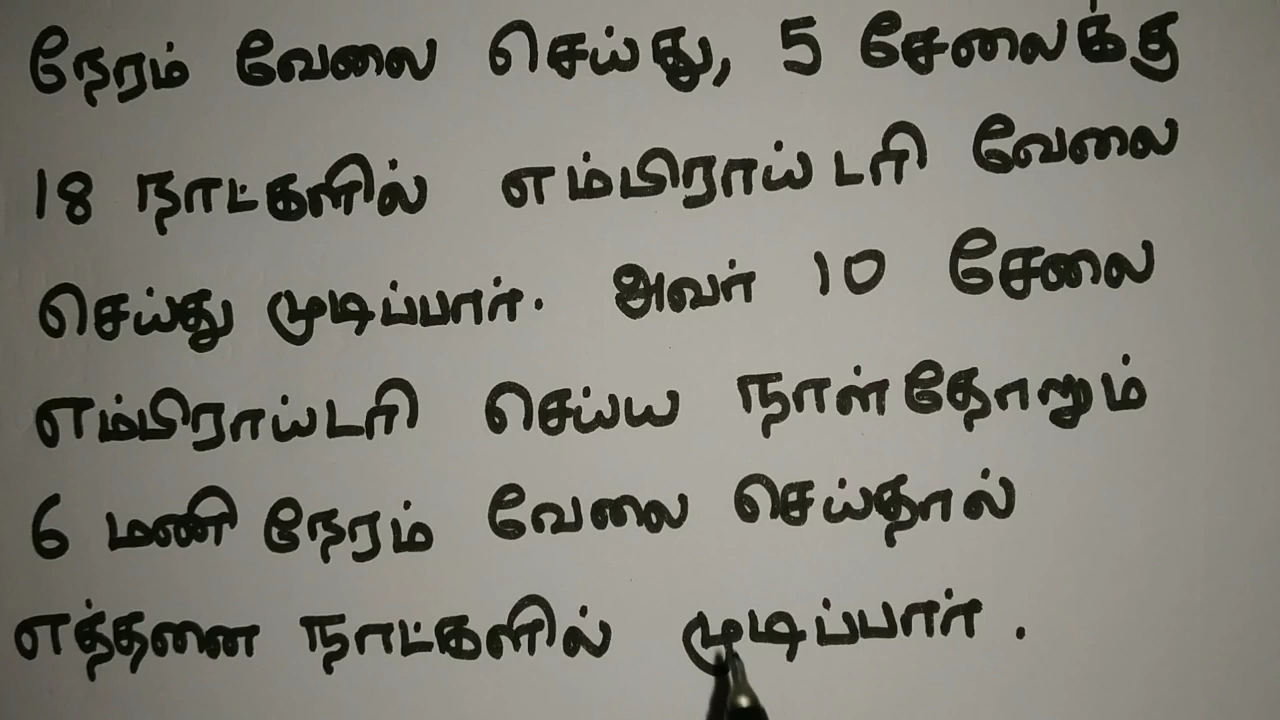 நேரம் வேலை செய்து, 5 சேலைக்கு
18 நாட்களில் எம்பிராய்டரி வேலை
செய்து முடிப்பார். அவர் 10 சேலை
எம்பிராய்டரி செய்ய நாள்தோறும்
6 மணி நேரம் வேலை செய்தால்
எத்தனை நாட்களில் முடிப்பார்.